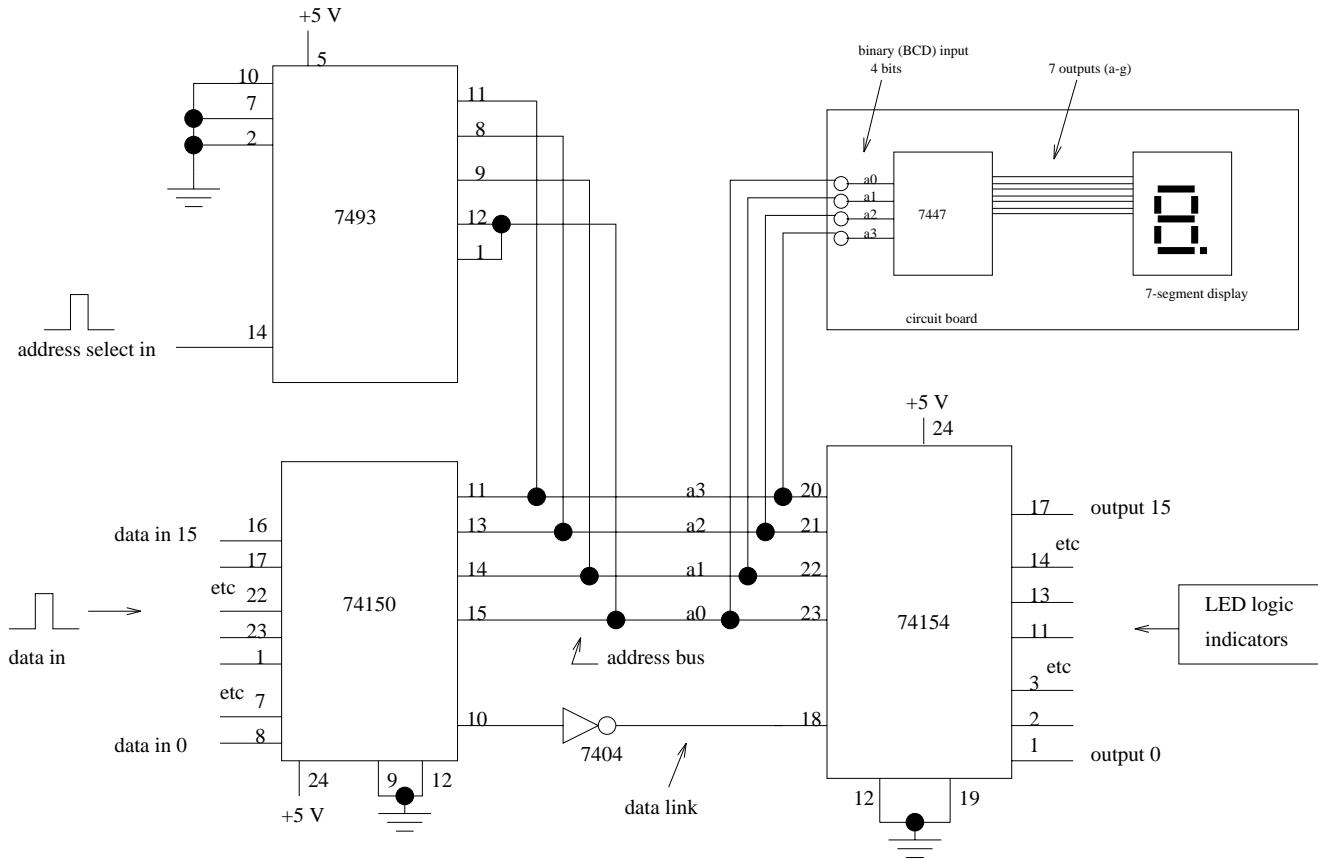 +5 V
5
10
7
2
14
7493
11
8
9
12
1
address select in
binary (BCD) input
4 bits
7 outputs (a-g)
a0
a1
a2
a3
7447
7-segment display
circuit board
data in 15
16
17
etc
22
23
1
etc
7
data in 0
8
data in
74150
11
13
14
15
10
24
+5 V
9
12
a3
a2
a1
a0
address bus
7404
data link
+5 V
24
20
21
22
23
18
74154
12
19
17
output 15
14
etc
13
11
3
etc
2
1
output 0
LED logic
indicators